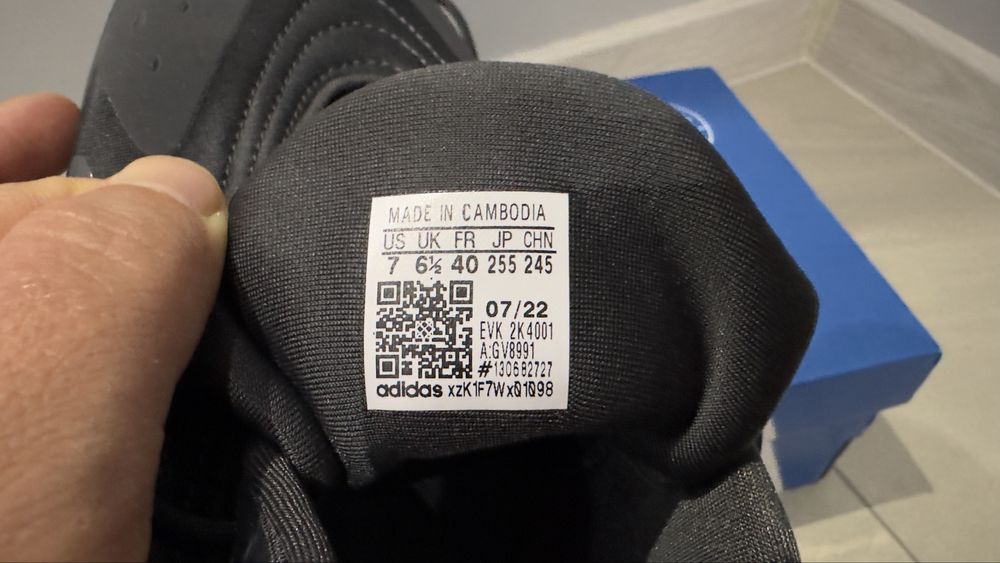 MADE IN CAMBODIA
US UK FR JP CHN
7 6½ 40 255 245
07/22
EVK 2K4001
A:GV8991
#130682727
adidas xzK1F7Wx01098